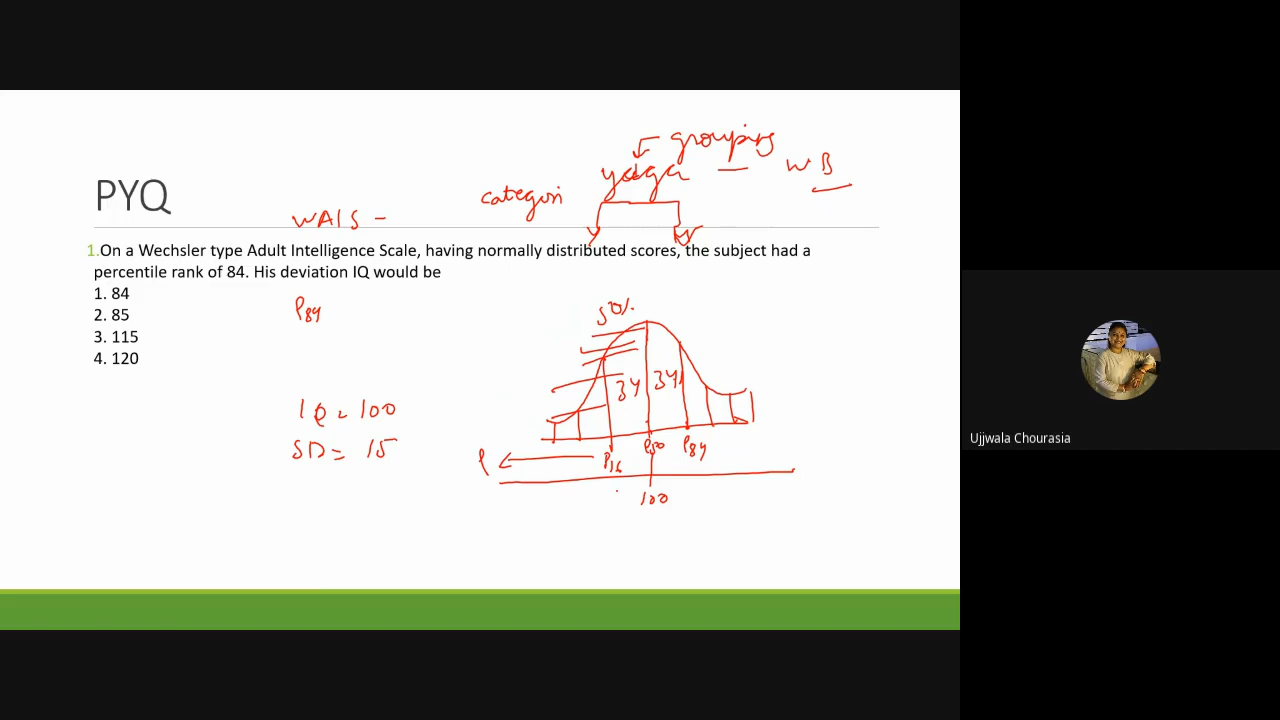 grouping
yoga
W B
PYQ
categori
WAIS -
1.On a Wechsler type Adult Intelligence Scale, having normally distributed scores, the subject had a
percentile rank of 84. His deviation IQ would be
1. 84
2. 85
3. 115
4. 120
P84
50%
34 34
IQ = 100
SD = 15
P16 P50 P84
100
Ujjwala Chourasia